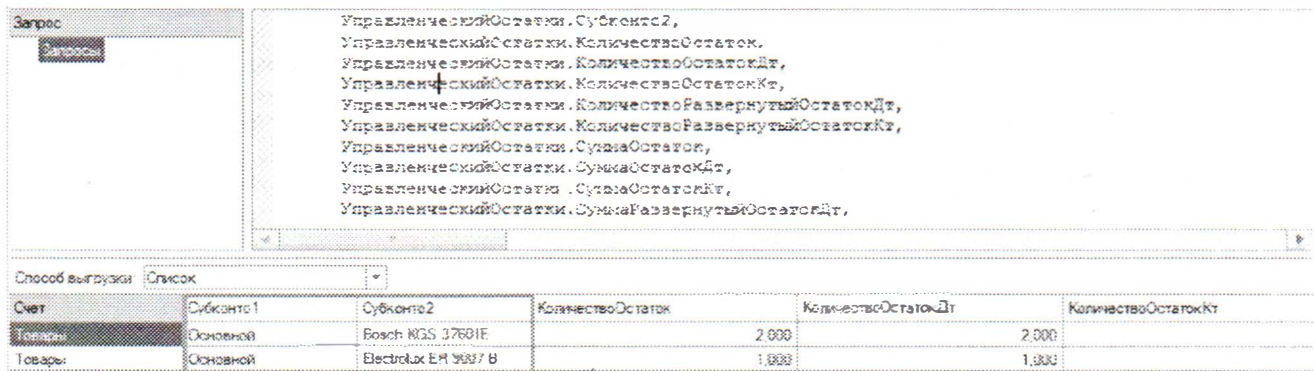 Запрос
Запросы
УправленческийОстатки.Субконто2,
УправленческийОстатки.КоличествоОстаток,
УправленческийОстатки.КоличествоОстатокДт,
УправленческийОстатки.КоличествоОстатокКт,
УправленческийОстатки.КоличествоРазвернутыйОстатокДт,
УправленческийОстатки.КоличествоРазвернутыйОстатокКт,
УправленческийОстатки.СуммаОстаток,
УправленческийОстатки.СуммаОстатокДт,
УправленческийОстатки.СуммаОстатокКт,
УправленческийОстатки.СуммаРазвернутыйОстатокДт,
Способ выгрузки: Список
Счет Субконто1 Субконто2 КоличествоОстаток КоличествоОстатокДт КоличествоОстатокКт
Товары Основной Bosch KGS 37601E 2,000 2,000
Товары Основной Electrolux ER 9007 B 1,000 1,000